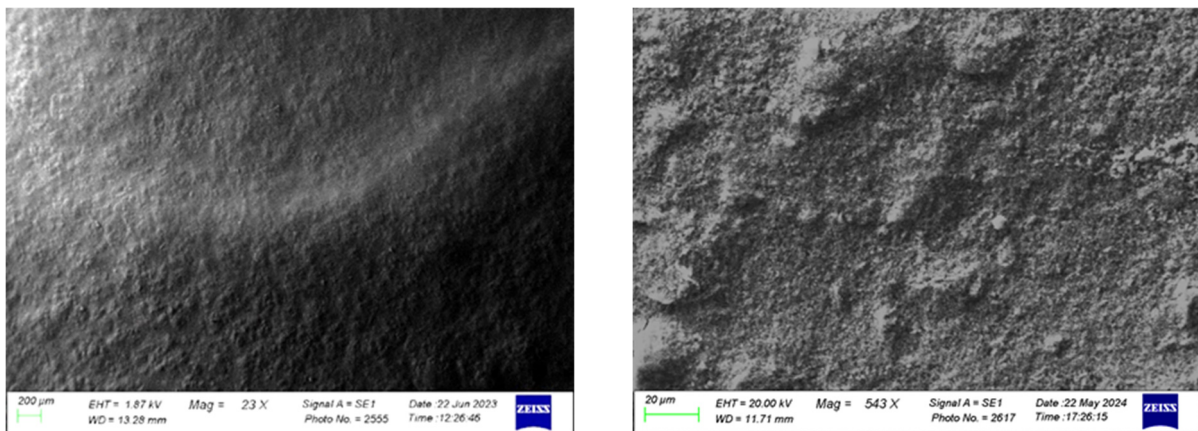 200 µm
EHT = 1.87 kV
WD = 13.28 mm
Mag = 23 X
Signal A = SE1
Photo No. = 2555
Date :22 Jun 2023
Time :12:26:46
ZEISS
20 µm
EHT = 20.00 kV
WD = 11.71 mm
Mag = 543 X
Signal A = SE1
Photo No. = 2617
Date :22 May 2024
Time :17:26:15
ZEISS